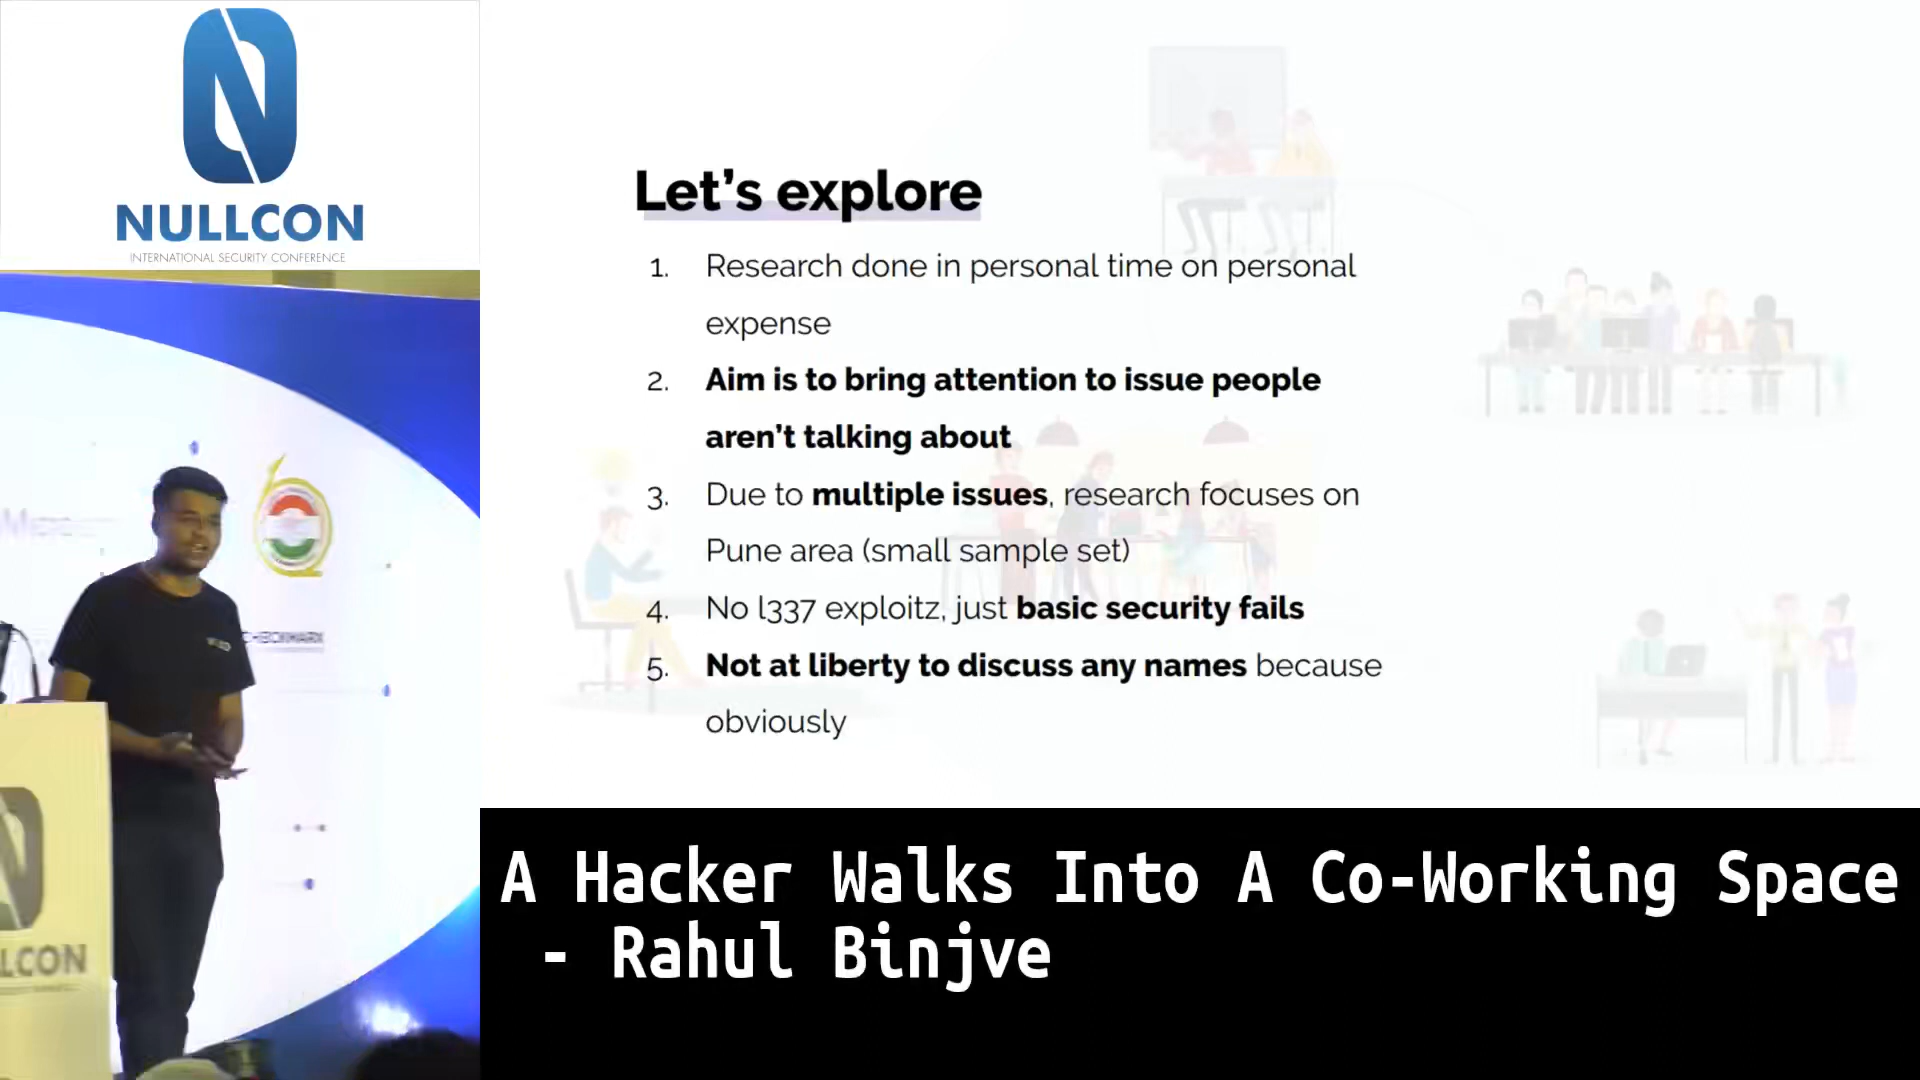 NULLCON
INTERNATIONAL SECURITY CONFERENCE
Let's explore
1. Research done in personal time on personal
expense
2. Aim is to bring attention to issue people
aren't talking about
3. Due to multiple issues, research focuses on
Pune area (small sample set)
4. No l337 exploitz, just basic security fails
5. Not at liberty to discuss any names because
obviously
CHECKMARX
LCON
A Hacker Walks Into A Co-Working Space
- Rahul Binjve